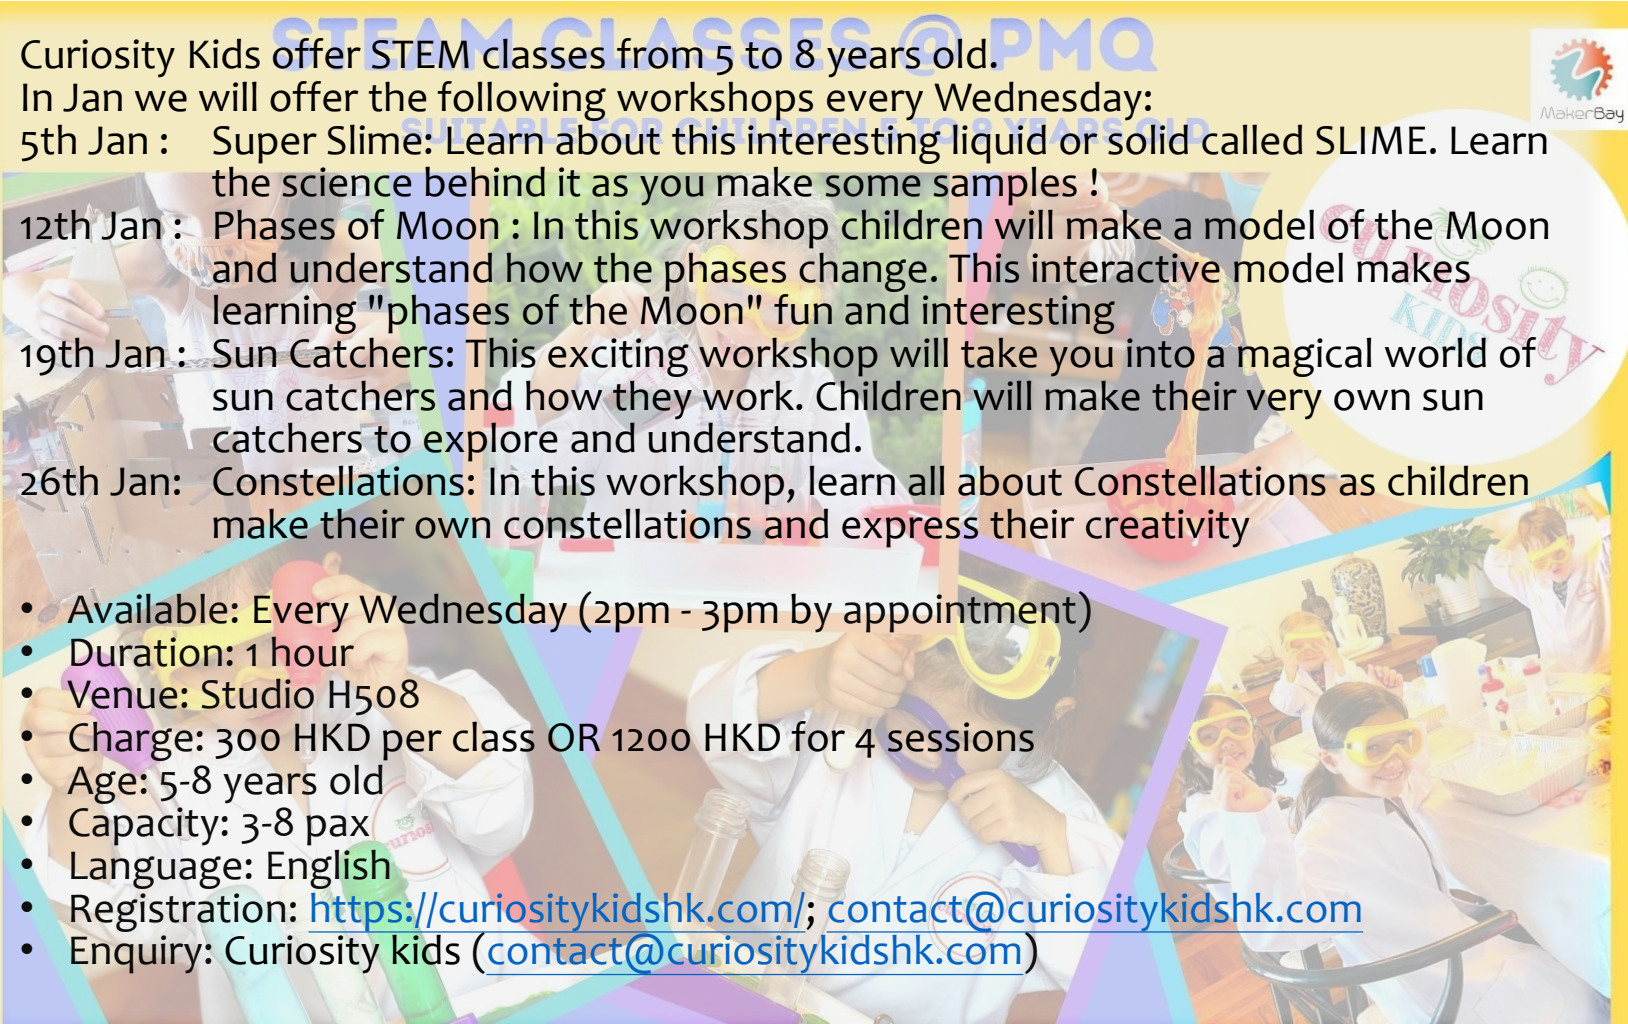 STEAM CLASSES @ PMQ
Curiosity Kids offer STEM classes from 5 to 8 years old.
In Jan we will offer the following workshops every Wednesday:
SUITABLE FOR CHILDREN 5 TO 8 YEARS OLD
MakerBay
5th Jan : Super Slime: Learn about this interesting liquid or solid called SLIME. Learn
the science behind it as you make some samples !
12th Jan : Phases of Moon : In this workshop children will make a model of the Moon
and understand how the phases change. This interactive model makes
learning "phases of the Moon" fun and interesting
curiosity
KIDS
19th Jan : Sun Catchers: This exciting workshop will take you into a magical world of
sun catchers and how they work. Children will make their very own sun
catchers to explore and understand.
26th Jan: Constellations: In this workshop, learn all about Constellations as children
make their own constellations and express their creativity
• Available: Every Wednesday (2pm - 3pm by appointment)
• Duration: 1 hour
• Venue: Studio H508
• Charge: 300 HKD per class OR 1200 HKD for 4 sessions
• Age: 5-8 years old
• Capacity: 3-8 pax
• Language: English
• Registration: https://curiositykidshk.com/; contact@curiositykidshk.com
• Enquiry: Curiosity kids (contact@curiositykidshk.com)